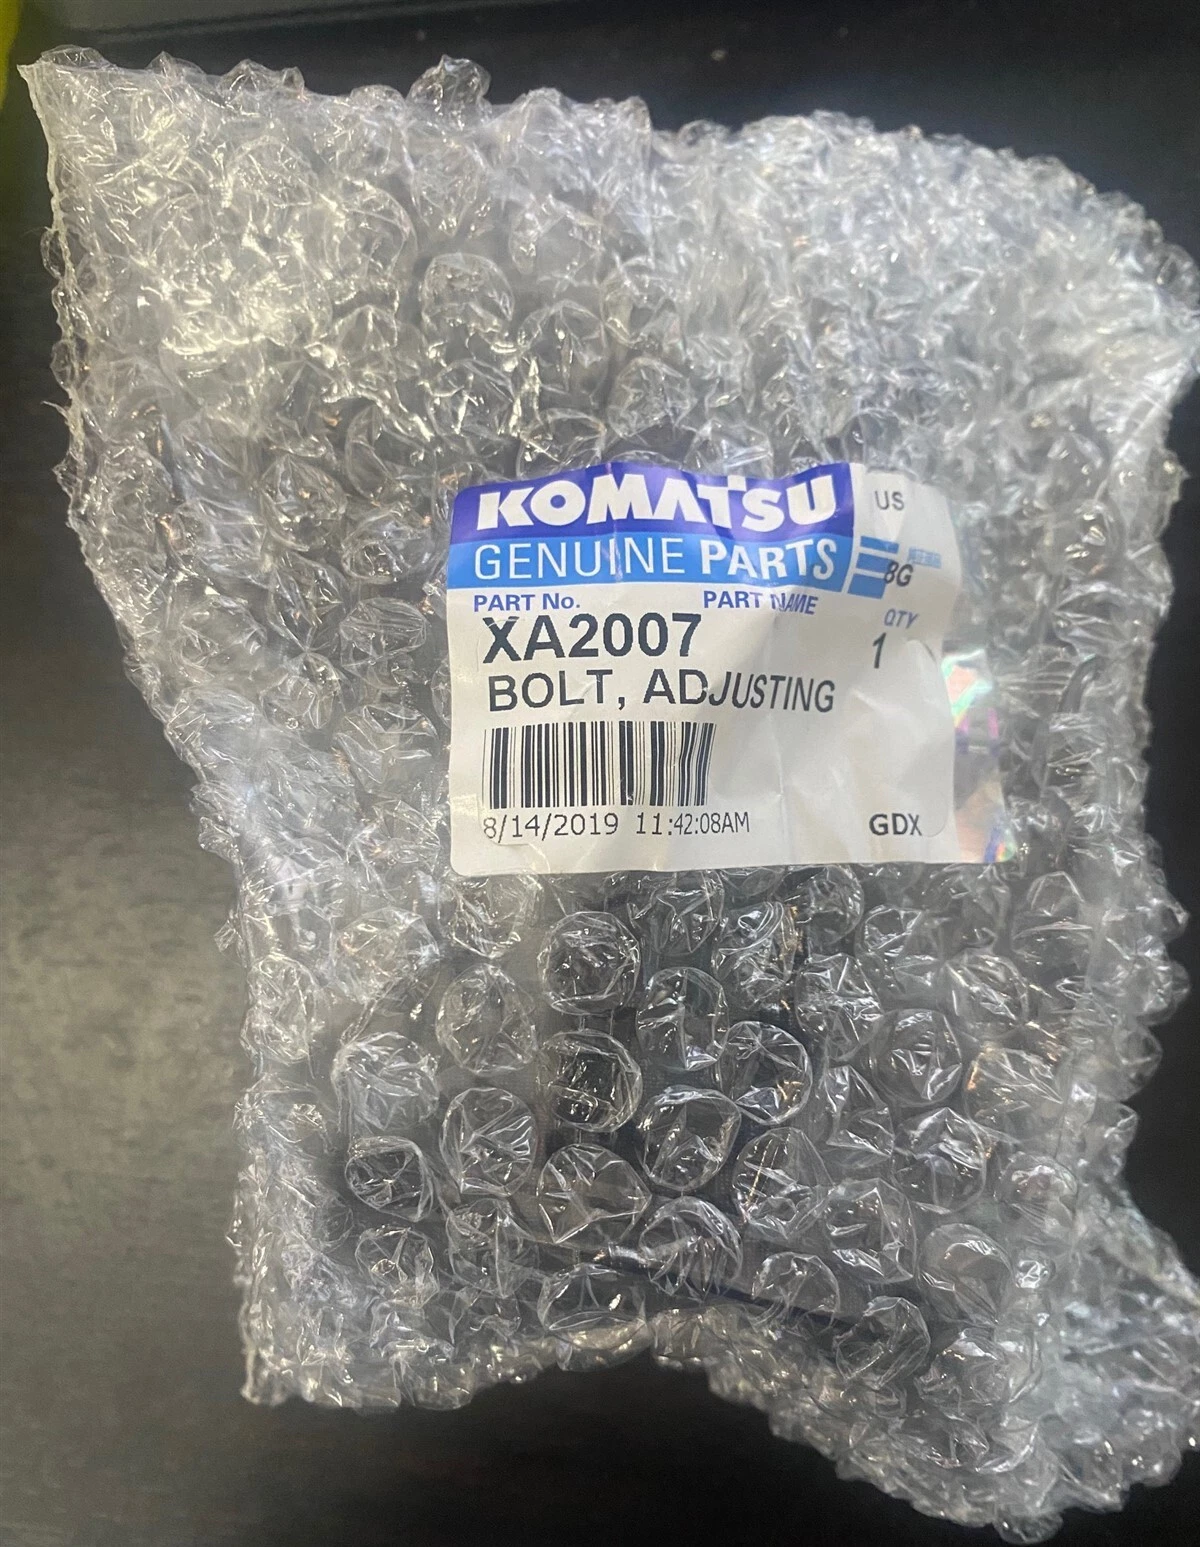 KOMATSU
US
GENUINE PARTS
BG
PART No. PART NAME
QTY
XA2007
1
BOLT, ADJUSTING
8/14/2019 11:42:08AM
GDX